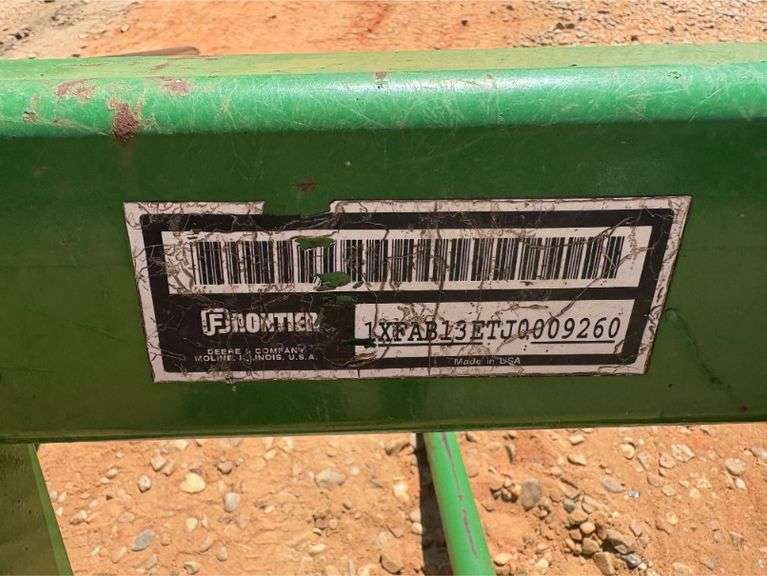 FRONTIER
1XFAB13ETJ0009260
DEERE & COMPANY
MOLINE, ILLINOIS, U.S.A.
Made in USA